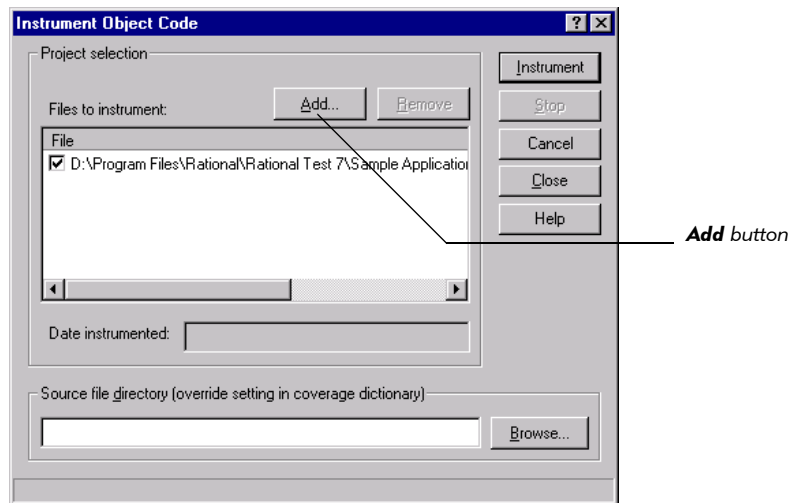 Instrument Object Code
Project selection
Instrument
Files to instrument:
Add...
Remove
Stop
File
Cancel
D:\Program Files\Rational\Rational Test 7\Sample Application
Close
Help
Add button
Date instrumented:
Source file directory (override setting in coverage dictionary)
Browse...